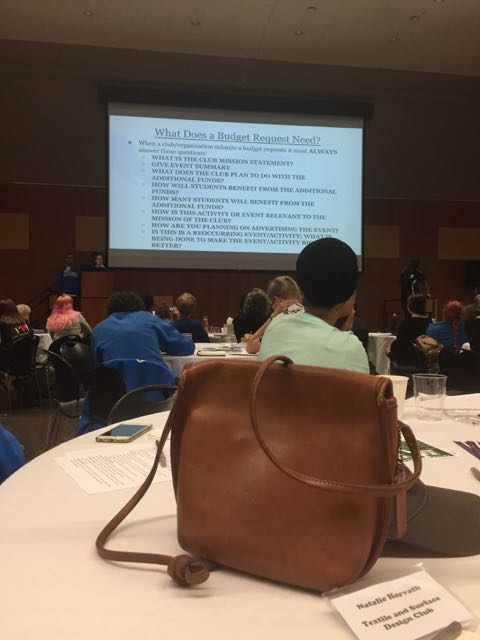 What Does a Budget Request Need?
• When a club/organization submits a budget requests it must ALWAYS
answer these questions:
○ WHAT IS THE CLUB MISSION STATEMENT?
○ GIVE EVENT SUMMARY
○ WHAT DOES THE CLUB PLAN TO DO WITH THE
ADDITIONAL FUNDS?
○ HOW WILL STUDENTS BENEFIT FROM THE ADDITIONAL
FUNDS?
○ HOW MANY STUDENTS WILL BENEFIT FROM THE
ADDITIONAL FUNDS?
○ HOW IS THIS ACTIVITY OR EVENT RELEVANT TO THE
MISSION OF THE CLUB?
○ HOW ARE YOU PLANNING ON ADVERTISING THE EVENT?
○ IS THIS A REOCCURRING EVENT/ACTIVITY; WHAT IS
BEING DONE TO MAKE THE EVENT/ACTIVITY
BETTER?
Natalie Horvath
Textile and Surface
Design Club